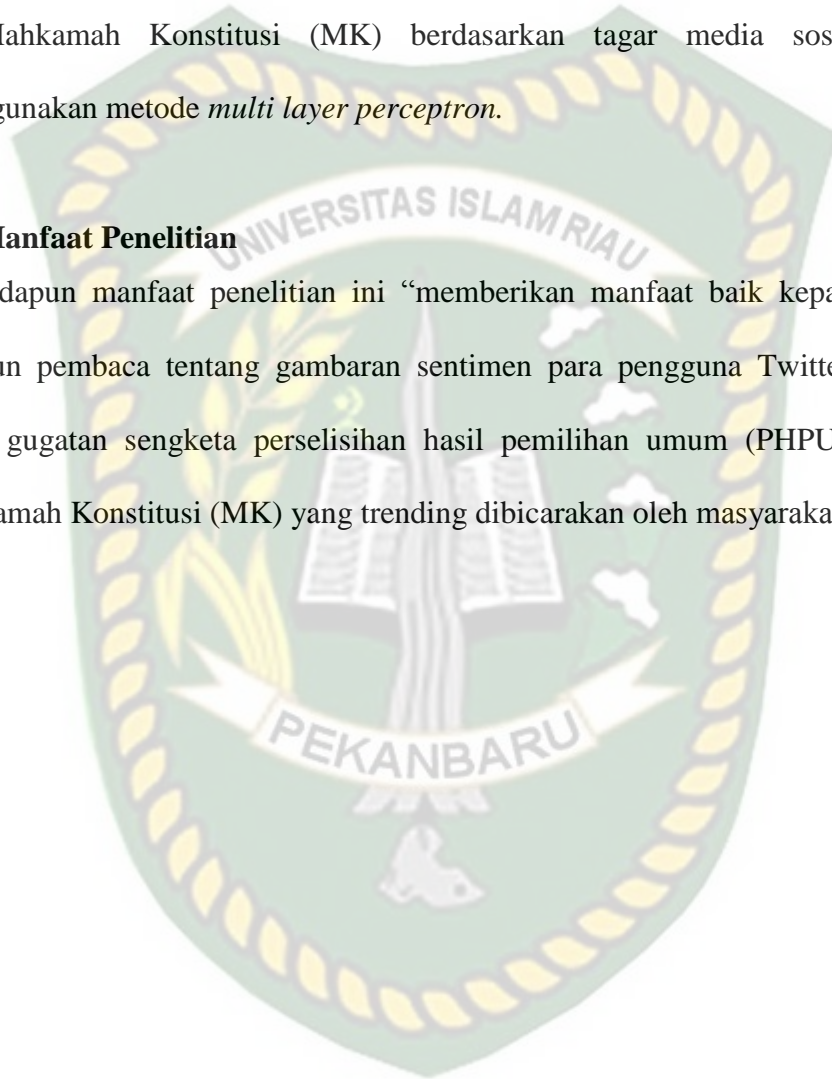 Mahkamah Konstitusi (MK) berdasarkan tagar media sos
gunakan metode multi layer perceptron.
UNIVERSITAS ISLAM RIAU
Manfaat Penelitian
dapun manfaat penelitian ini “memberikan manfaat baik kepa
un pembaca tentang gambaran sentimen para pengguna Twitte
gugatan sengketa perselisihan hasil pemilihan umum (PHPU
amah Konstitusi (MK) yang trending dibicarakan oleh masyaraka
PEKANBARU